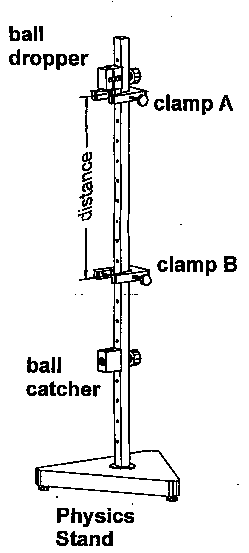 ball
dropper
clamp A
distance
clamp B
ball
catcher
Physics
Stand